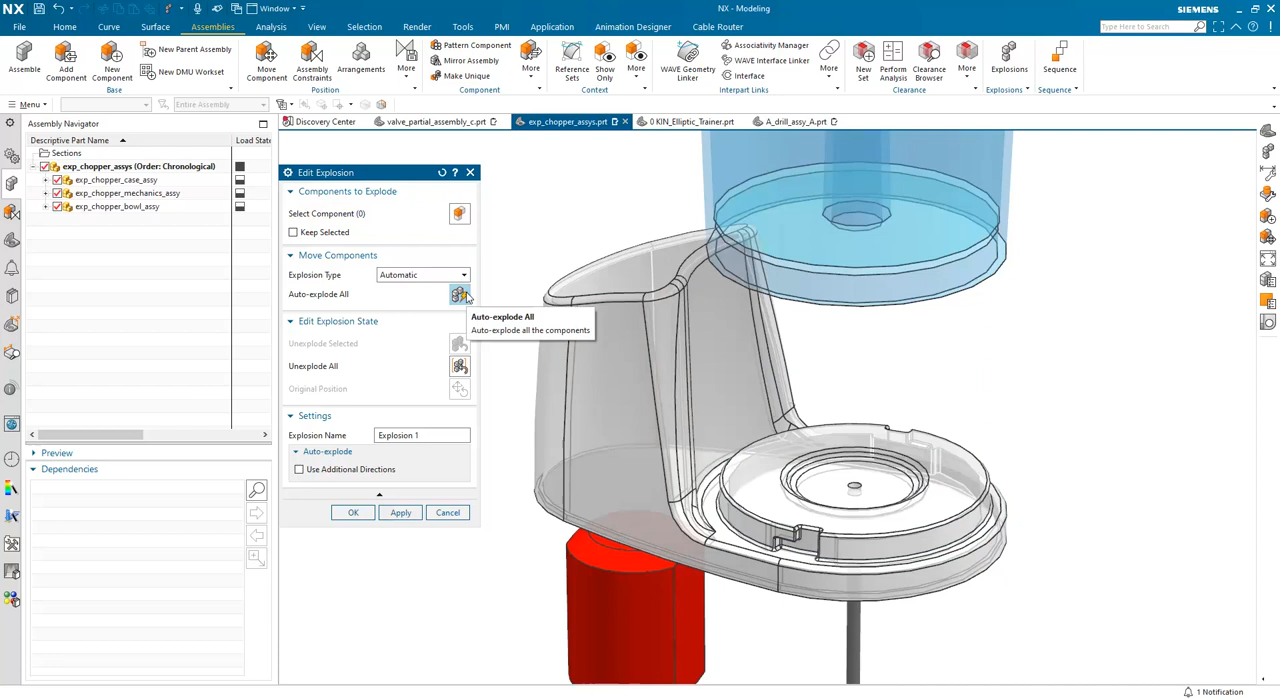 NX
Window
NX - Modeling
SIEMENS
File
Home
Curve
Surface
Assemblies
Analysis
View
Selection
Render
Tools
PMI
Application
Animation Designer
Cable Router
Type Here to Search
Assemble
Add Component
New Component
New Parent Assembly
New DMU Workset
Base
Move Component
Assembly Constraints
Arrangements
More
Position
Pattern Component
Mirror Assembly
Make Unique
More
Component
Reference Sets
Show Only
More
Context
WAVE Geometry Linker
Associativity Manager
WAVE Interface Linker
Interface
More
Interpart Links
New Set
Perform Analysis
Clearance Browser
More
Clearance
Explosions
Explosions
Sequence
Sequence
Menu
Entire Assembly
Assembly Navigator
Discovery Center
valve_partial_assembly_c.prt
exp_chopper_assys.prt
0 KIN_Elliptic_Trainer.prt
A_drill_assy_A.prt
Descriptive Part Name
Load State
Sections
exp_chopper_assys (Order: Chronological)
exp_chopper_case_assy
exp_chopper_mechanics_assy
exp_chopper_bowl_assy
Preview
Dependencies
Edit Explosion
Components to Explode
Select Component (0)
Keep Selected
Move Components
Explosion Type
Automatic
Auto-explode All
Edit Explosion State
Unexplode Selected
Unexplode All
Original Position
Settings
Explosion Name
Explosion 1
Auto-explode
Use Additional Directions
OK
Apply
Cancel
Auto-explode All
Auto-explode all the components
1 Notification